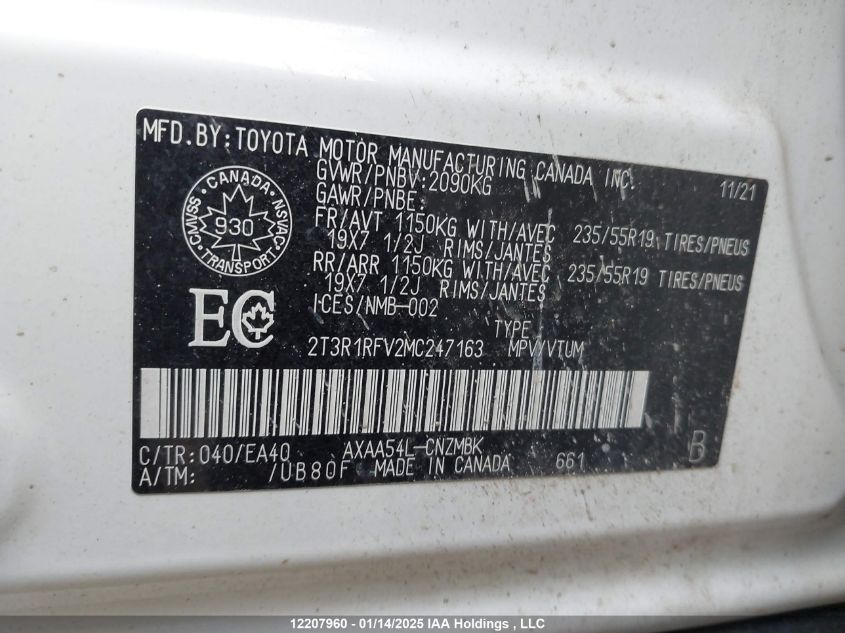 MFD.BY:TOYOTA MOTOR MANUFACTURING CANADA INC. 11/21
GVWR/PNBV:2090KG
GAWR/PNBE:
FR/AVT 1150KG WITH/AVEC 235/55R19 TIRES/PNEUS
19X7 1/2J RIMS/JANTES
RR/ARR 1150KG WITH/AVEC 235/55R19 TIRES/PNEUS
19X7 1/2J RIMS/JANTES
ICES/NMB-002
CANADA
CMVSS 930 NSVAC
TRANSPORT
EC
TYPE
2T3R1RFV2MC247163 MPV/VTUM
C/TR:040/EA40 AXAA54L-CNZMBK
A/TM: /UB80F MADE IN CANADA 661 B
12207960 - 01/14/2025 IAA Holdings , LLC